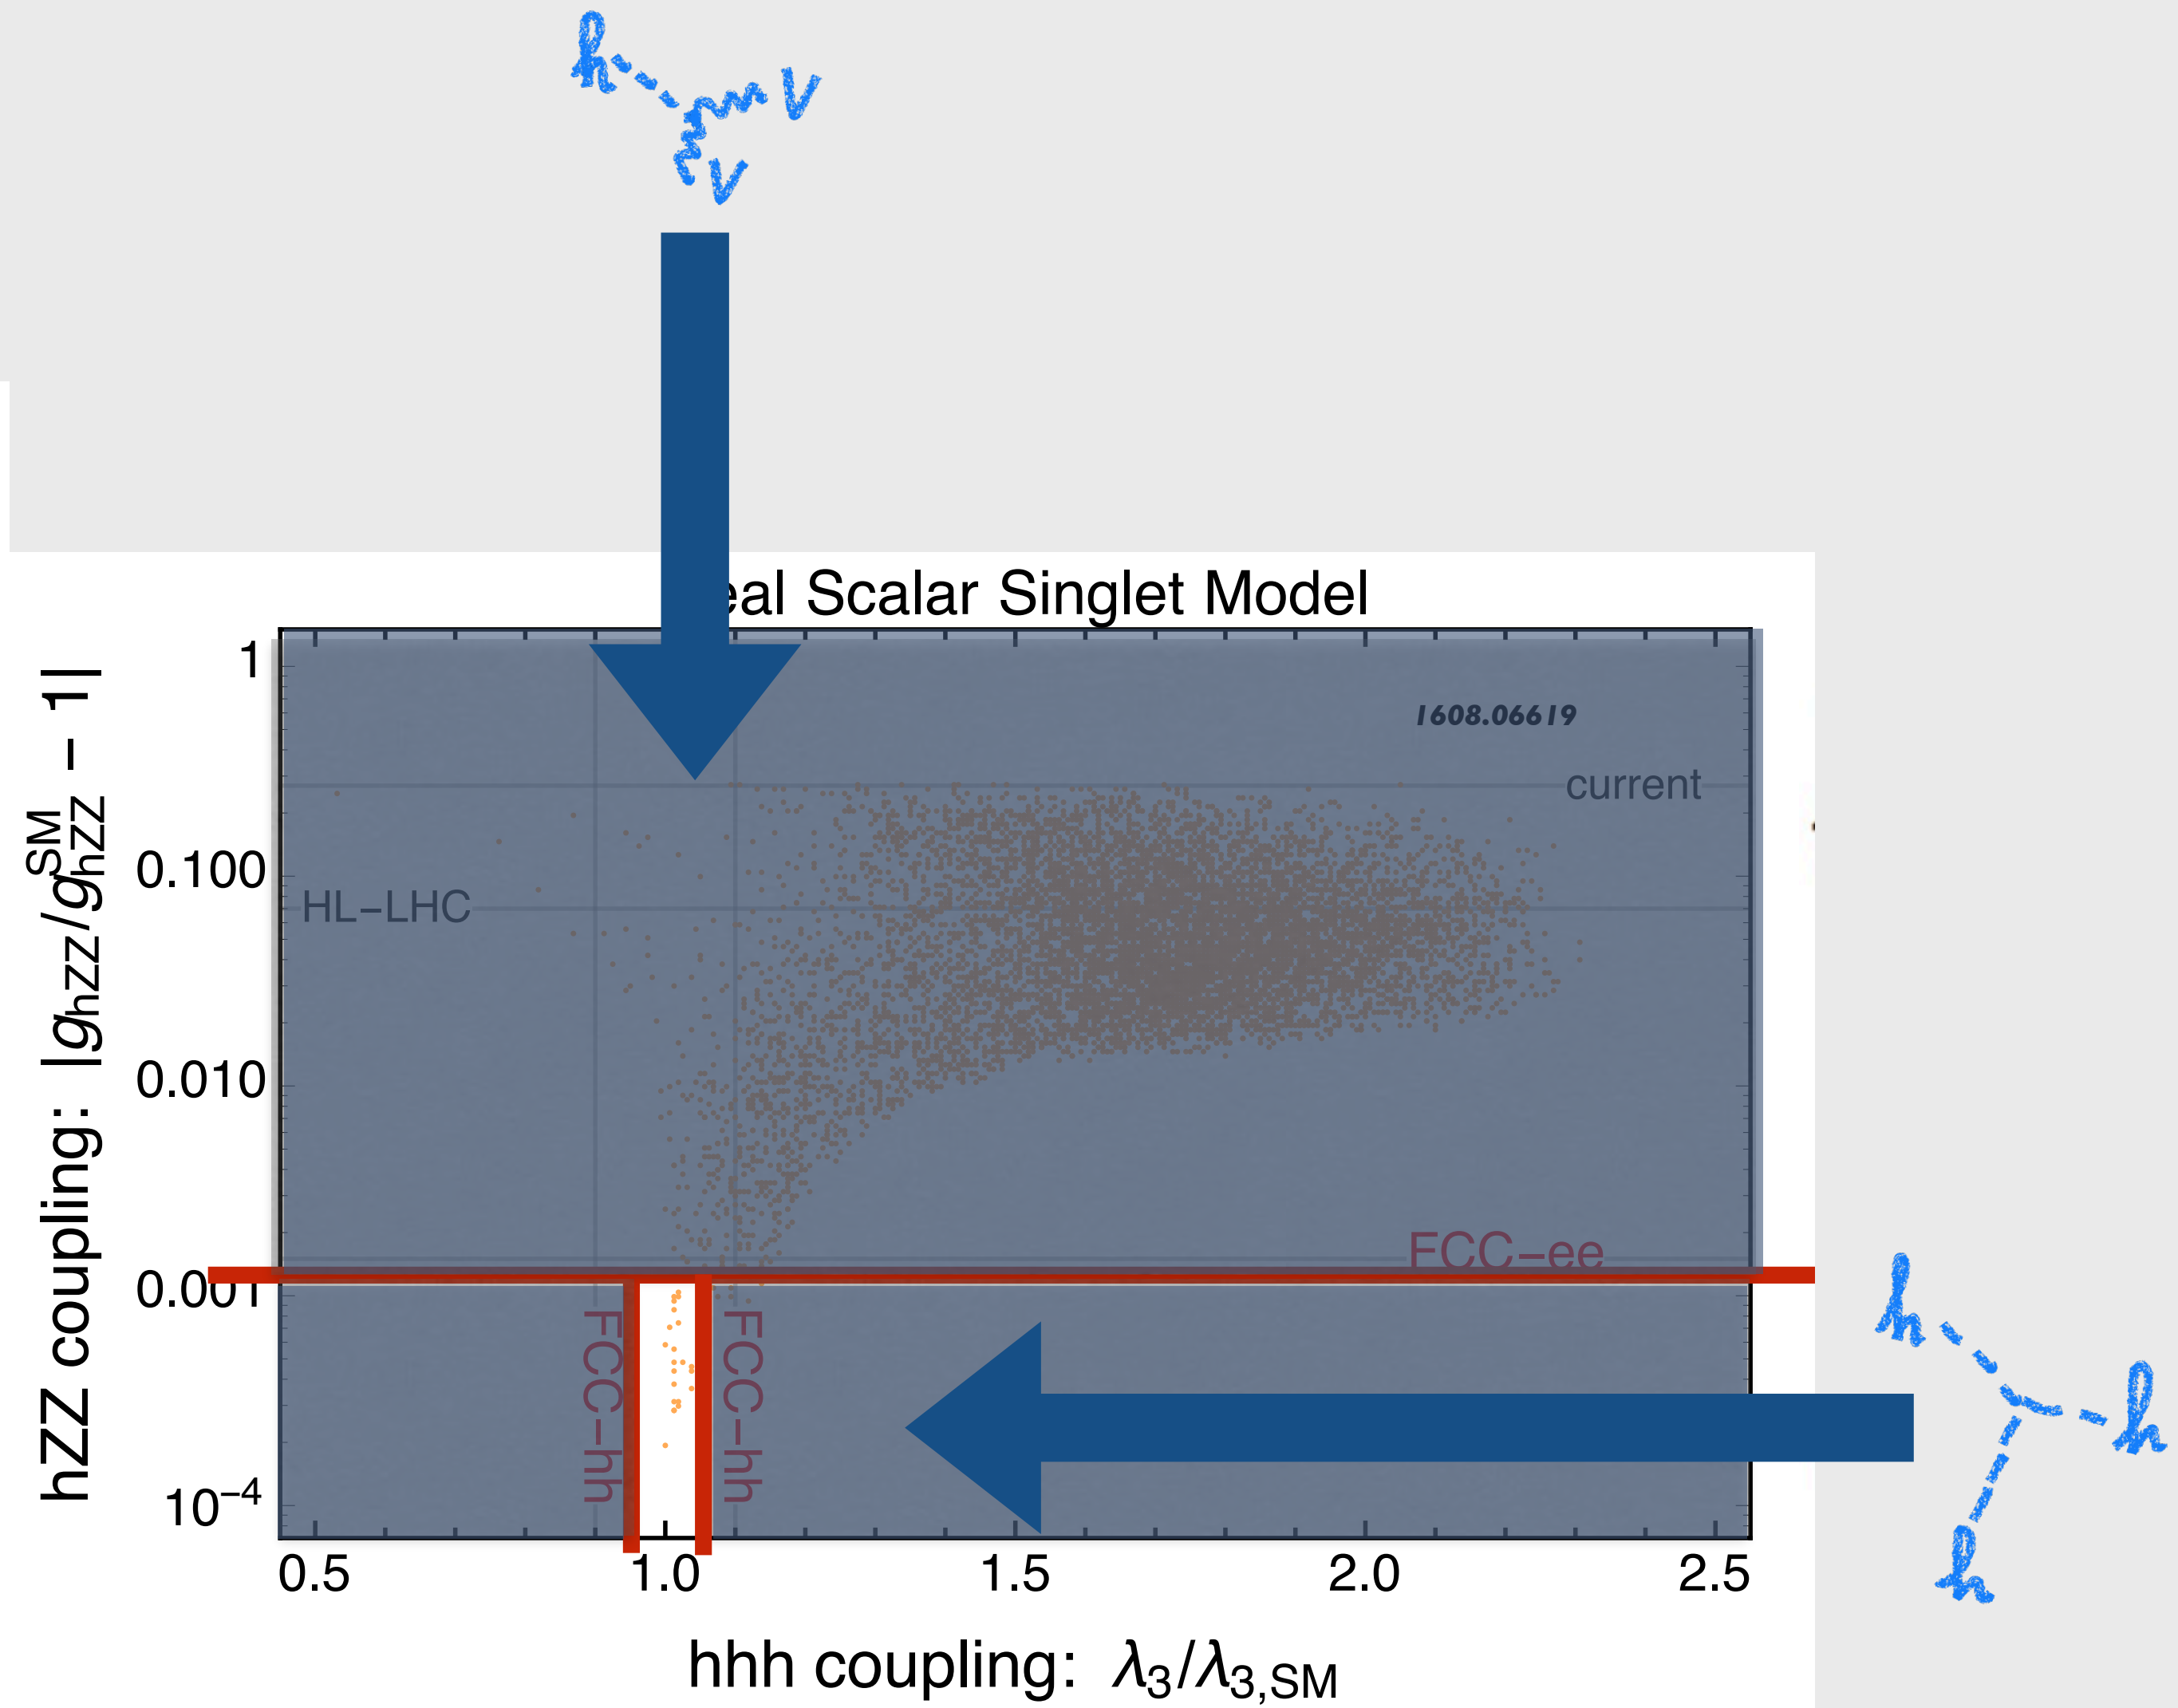 h
V
V
eal Scalar Singlet Model
1608.06619
current
HL-LHC
FCC-ee
FCC-hh
FCC-hh
1
0.100
0.010
0.001
10⁻⁴
0.5 1.0 1.5 2.0 2.5
hZZ coupling: |ghZZ/ghZZ^SM − 1|
hhh coupling: λ₃/λ₃,SM
h
h
h